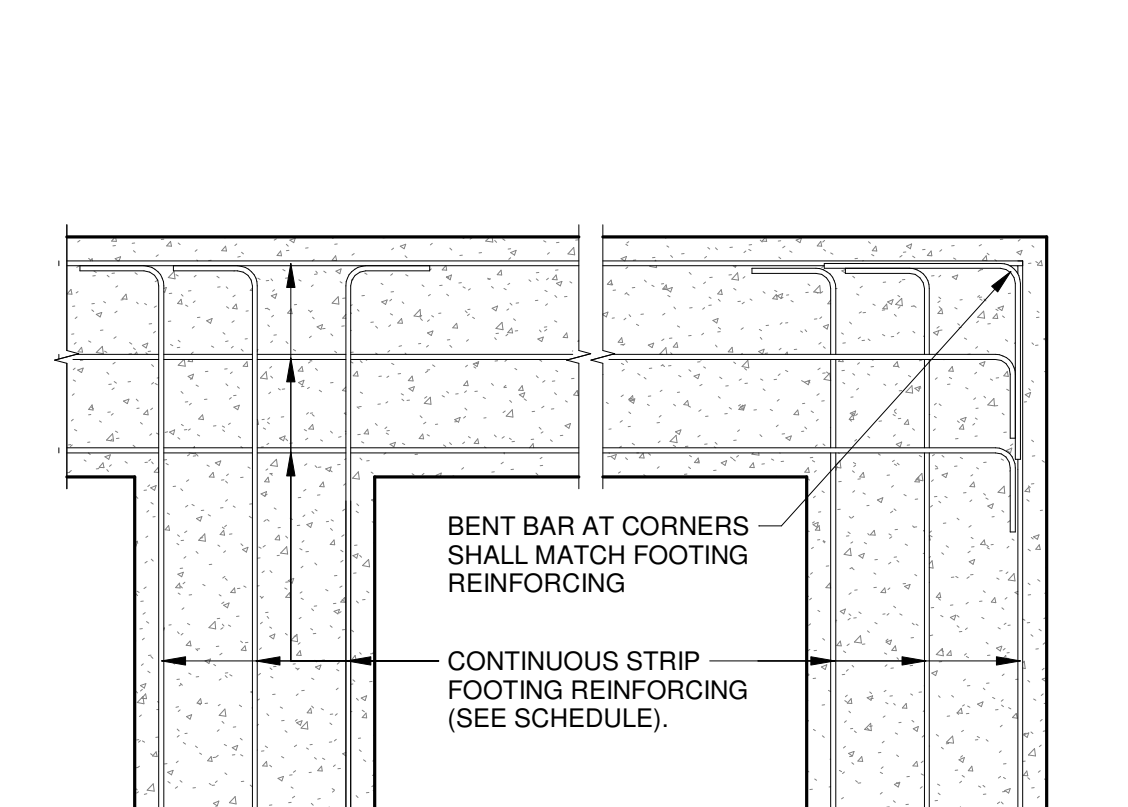 BENT BAR AT CORNERS
SHALL MATCH FOOTING
REINFORCING
CONTINUOUS STRIP
FOOTING REINFORCING
(SEE SCHEDULE).